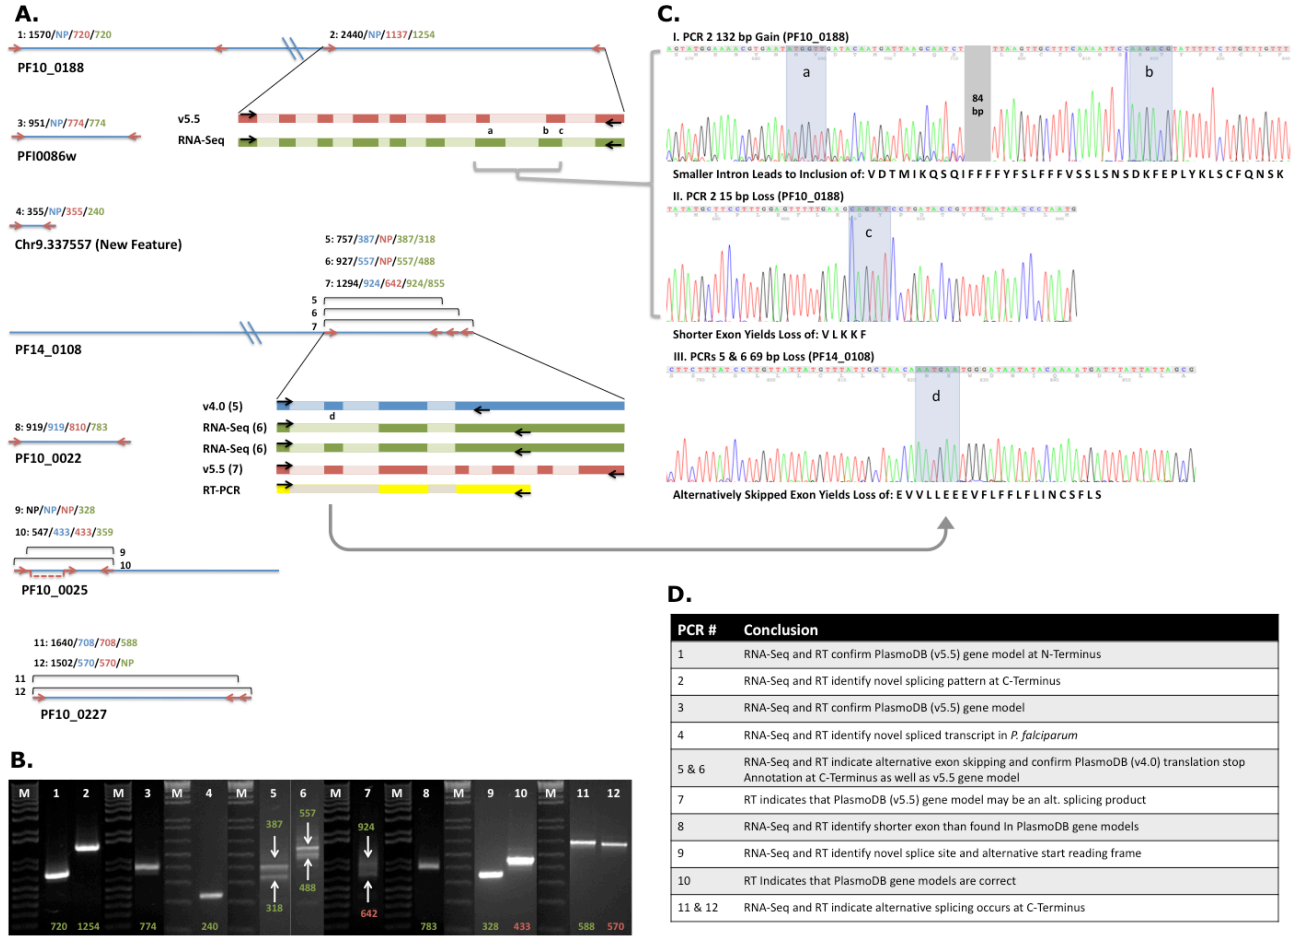 A.
1: 1570/NP/720/720
2: 2440/NP/1137/1254
PF10_0188
v5.5
RNA-Seq
a
b
c
3: 951/NP/774/774
PFI0086w
4: 355/NP/355/240
Chr9.337557 (New Feature)
5: 757/387/NP/387/318
6: 927/557/NP/557/488
7: 1294/924/642/924/855
5
6
7
PF14_0108
v4.0 (5)
d
RNA-Seq (6)
RNA-Seq (6)
v5.5 (7)
RT-PCR
8: 919/919/810/783
PF10_0022
9: NP/NP/NP/328
10: 547/433/433/359
9
10
PF10_0025
11: 1640/708/708/588
12: 1502/570/570/NP
11
12
PF10_0227
B.
M 1 2 M 3 M 4 M 5 6 M 7 M 8 M 9 10 M 11 12
387 557 924
318 488 642
720 1254 774 240 783 328 433 588 570
C.
I. PCR 2 132 bp Gain (PF10_0188)
a
84 bp
b
Smaller Intron Leads to Inclusion of: V D T M I K Q S Q I F F F F Y F S L F F F V S S L S N S D K F E P L Y K L S C F Q N S K
II. PCR 2 15 bp Loss (PF10_0188)
c
Shorter Exon Yields Loss of: V L K K F
III. PCRs 5 & 6 69 bp Loss (PF14_0108)
d
Alternatively Skipped Exon Yields Loss of: E V V L L E E E V F L F F L F L I N C S F L S
D.
PCR # Conclusion
1 RNA-Seq and RT confirm PlasmoDB (v5.5) gene model at N-Terminus
2 RNA-Seq and RT identify novel splicing pattern at C-Terminus
3 RNA-Seq and RT confirm PlasmoDB (v5.5) gene model
4 RNA-Seq and RT identify novel spliced transcript in P. falciparum
5 & 6 RNA-Seq and RT indicate alternative exon skipping and confirm PlasmoDB (v4.0) translation stop
Annotation at C-Terminus as well as v5.5 gene model
7 RT indicates that PlasmoDB (v5.5) gene model may be an alt. splicing product
8 RNA-Seq and RT identify shorter exon than found In PlasmoDB gene models
9 RNA-Seq and RT identify novel splice site and alternative start reading frame
10 RT Indicates that PlasmoDB gene models are correct
11 & 12 RNA-Seq and RT indicate alternative splicing occurs at C-Terminus